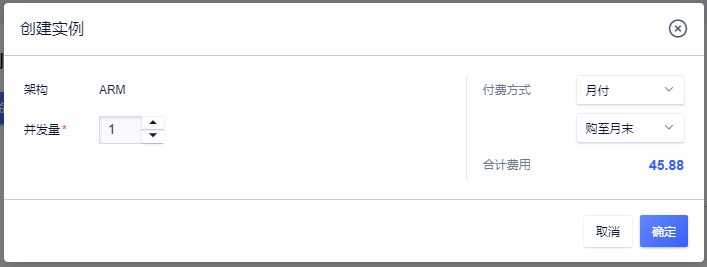 创建实例
架构 ARM
并发量* 1
付费方式 月付
购至月末
合计费用 45.88
取消 确定